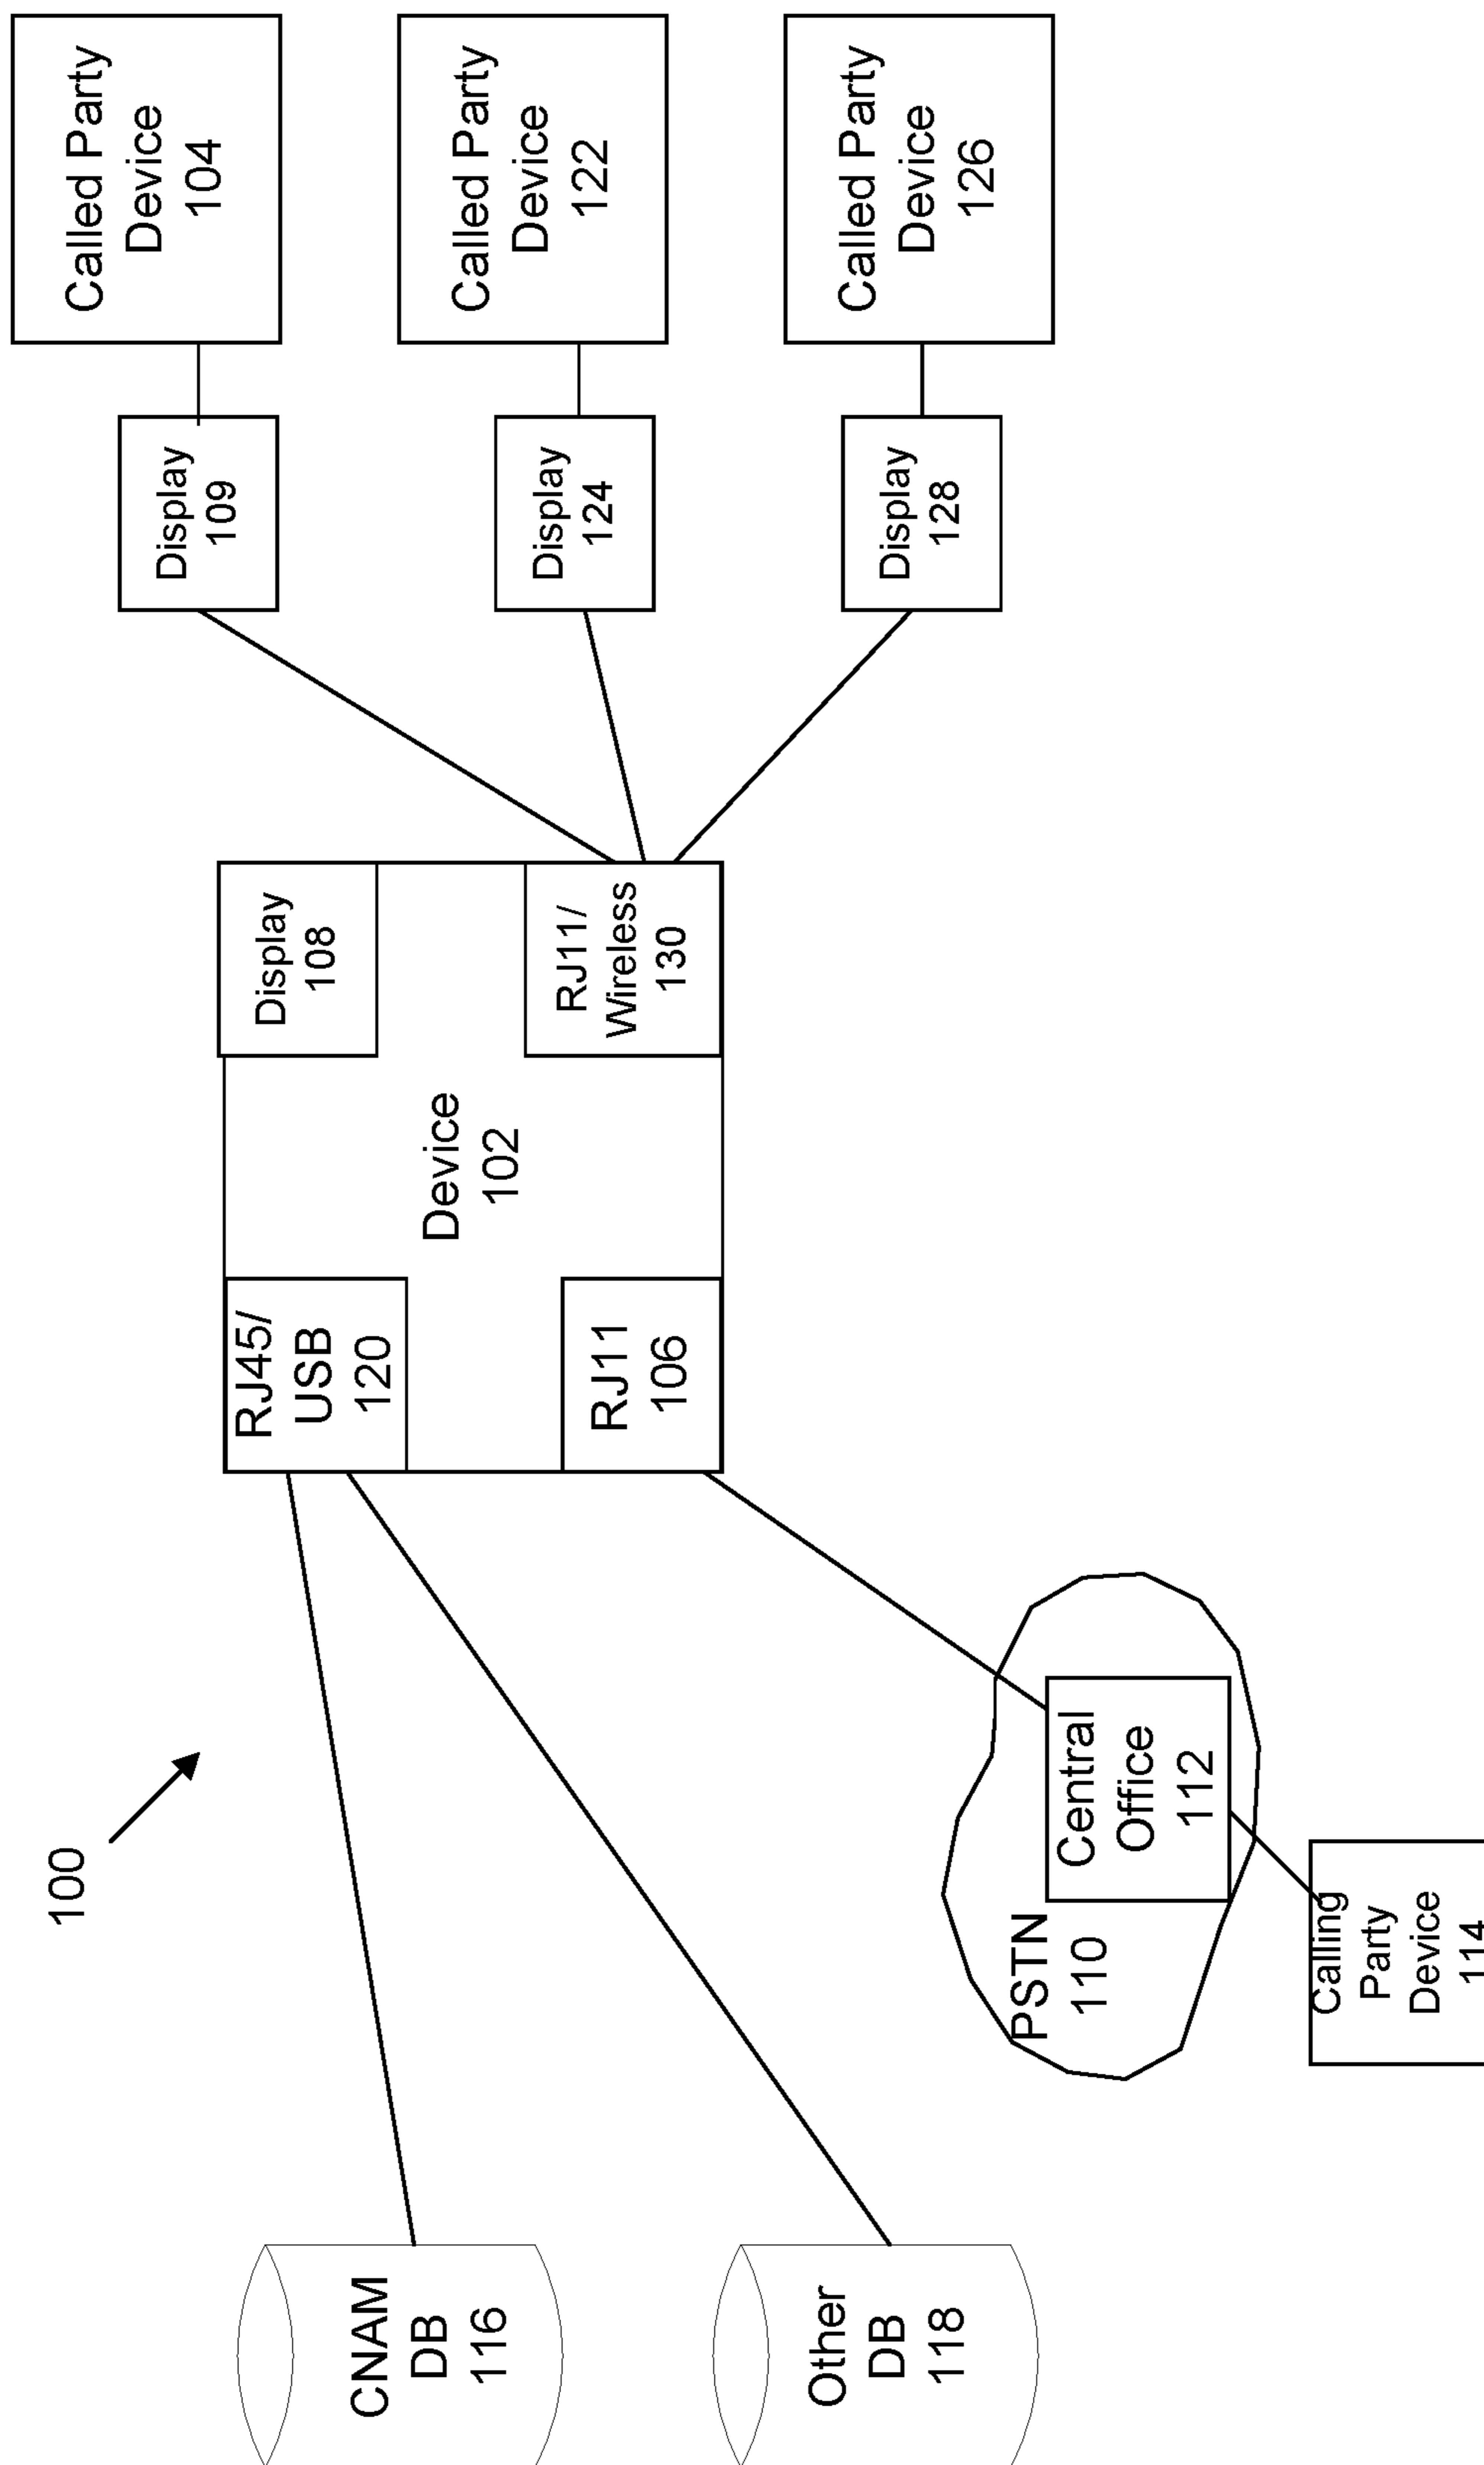 100
CNAM
DB
116
Other
DB
118
PSTN
110
Central
Office
112
Calling
Party
Device
114
RJ45/
USB
120
RJ11
106
Device
102
Display
108
RJ11/
Wireless
130
Display
109
Display
124
Display
128
Called Party
Device
104
Called Party
Device
122
Called Party
Device
126